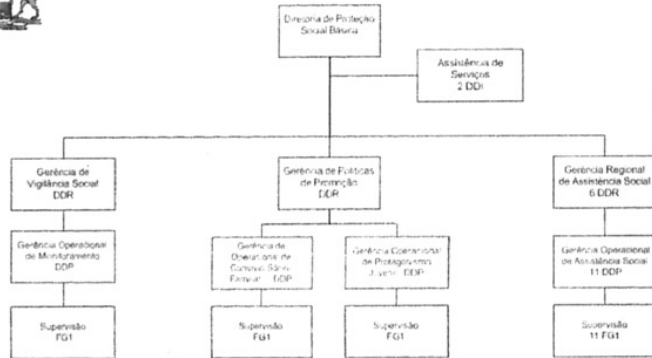 Diretoria de Proteção
Social Básica
Assistência de
Serviços
2 DDI
Gerência de
Vigilância Social
DDR
Gerência de Políticas
de Promoção
DDR
Gerência Regional
de Assistência Social
6 DDR
Gerência Operacional
de Monitoramento
DDP
Gerência de
Operational de
Convívio Sócio
Familiar DDP
Gerência Operacional
de Protagonismo
Juvenil DDP
Gerência Operacional
de Assistência Social
11 DDP
Supervisão
FG1
Supervisão
FG1
Supervisão
FG1
Supervisão
11 FG1